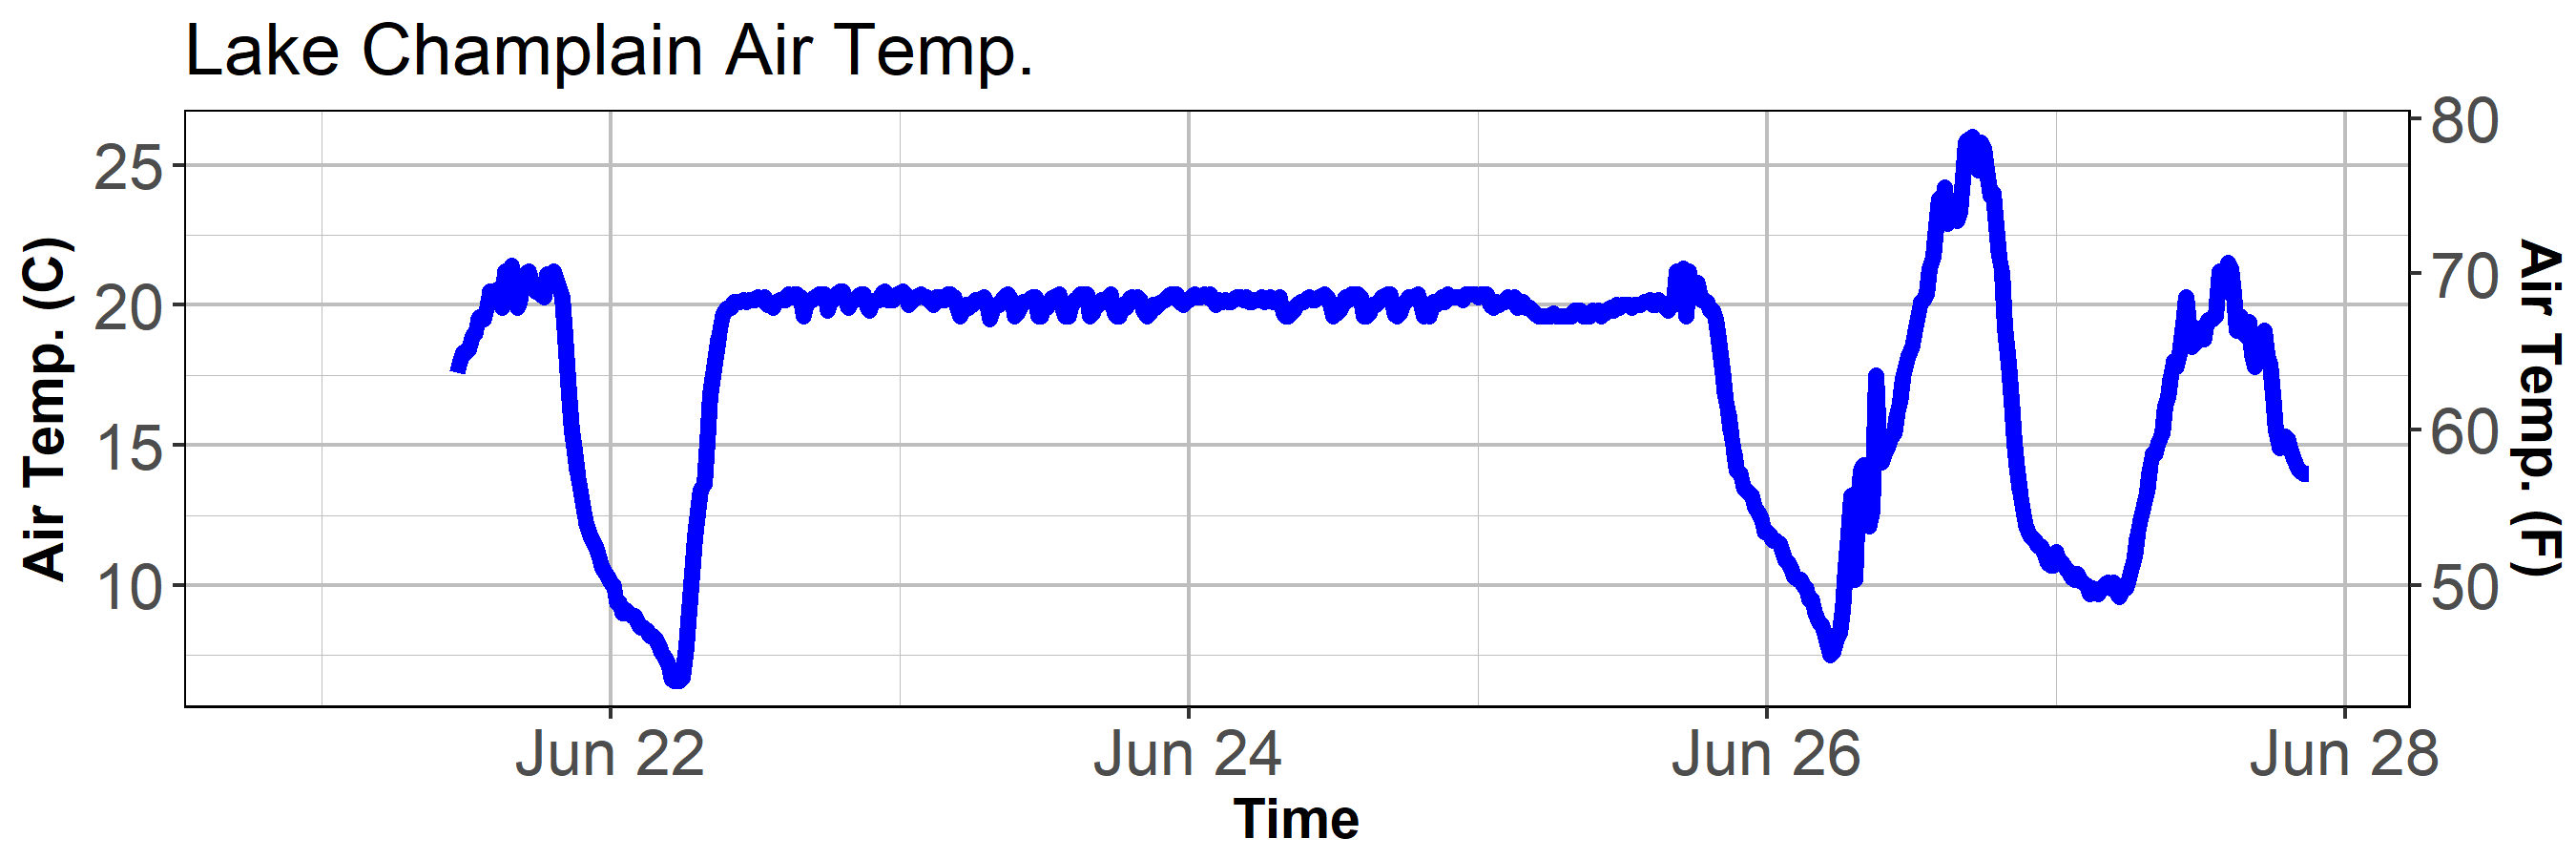 Lake Champlain Air Temp.
80
25
70
20
60
15
50
10
Air Temp. (C)
Air Temp. (F)
Jun 22
Jun 24
Jun 26
Jun 28
Time